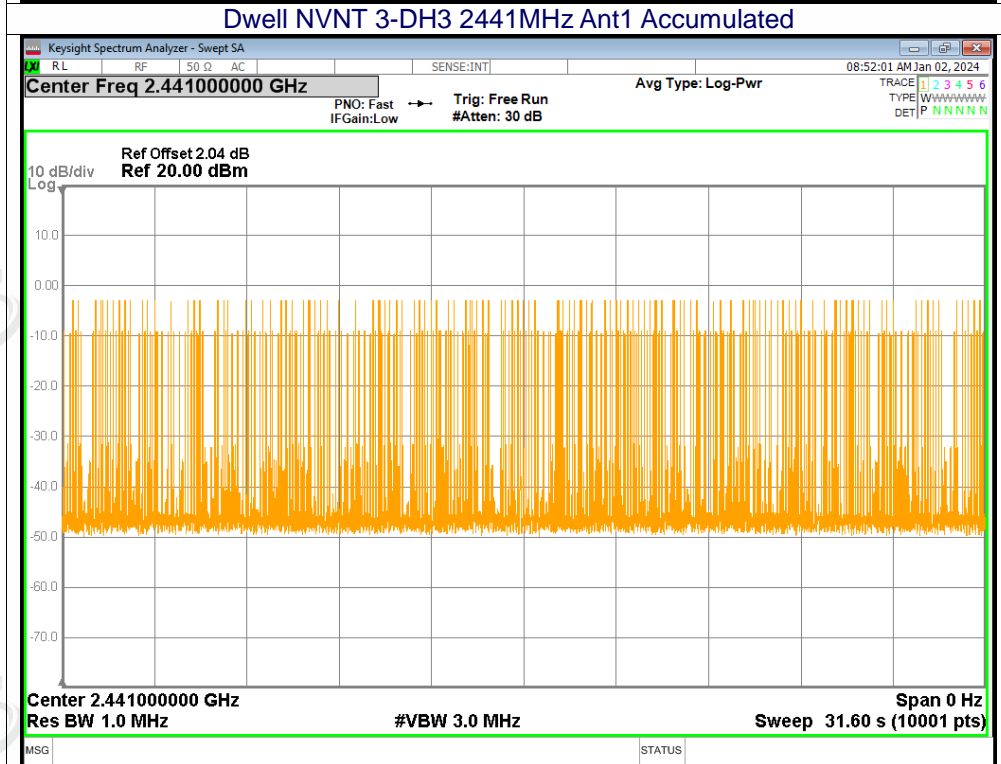 Dwell NVNT 3-DH3 2441MHz Ant1 Accumulated
Keysight Spectrum Analyzer - Swept SA
LXI RL RF 50 Ω AC SENSE:INT 08:52:01 AM Jan 02, 2024
Center Freq 2.441000000 GHz Avg Type: Log-Pwr TRACE 1 2 3 4 5 6
PNO: Fast Trig: Free Run TYPE WWWWWWW
IFGain:Low #Atten: 30 dB DET P N N N N N
Ref Offset 2.04 dB
10 dB/div Ref 20.00 dBm
Log
10.0
0.00
-10.0
-20.0
-30.0
-40.0
-50.0
-60.0
-70.0
Center 2.441000000 GHz Span 0 Hz
Res BW 1.0 MHz #VBW 3.0 MHz Sweep 31.60 s (10001 pts)
MSG STATUS